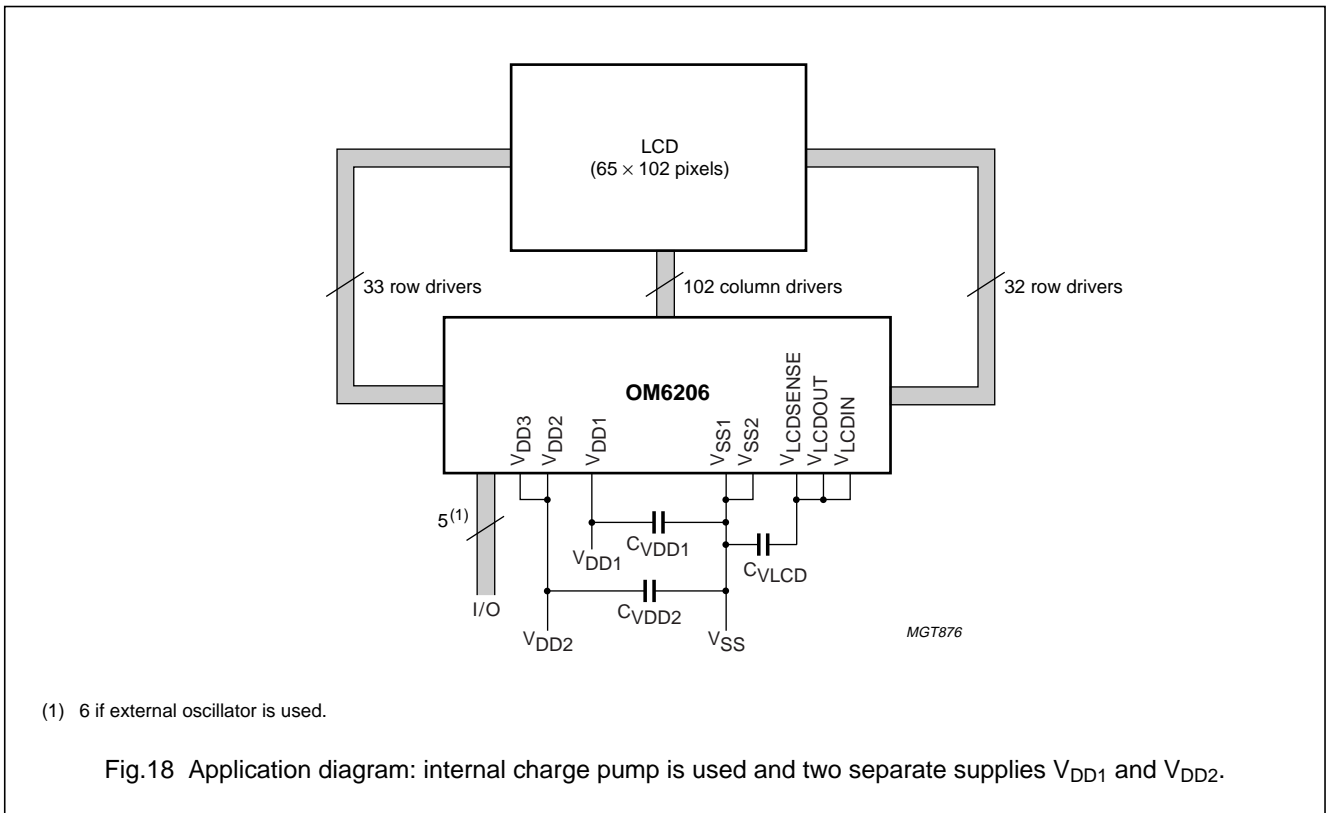 LCD
(65 × 102 pixels)
33 row drivers
102 column drivers
32 row drivers
OM6206
VDD3
VDD2
VDD1
VSS1
VSS2
VLCDSENSE
VLCDOUT
VLCDIN
5(1)
I/O
VDD1
CVDD1
CVLCD
CVDD2
VDD2
VSS
MGT876
(1) 6 if external oscillator is used.
Fig.18 Application diagram: internal charge pump is used and two separate supplies VDD1 and VDD2.